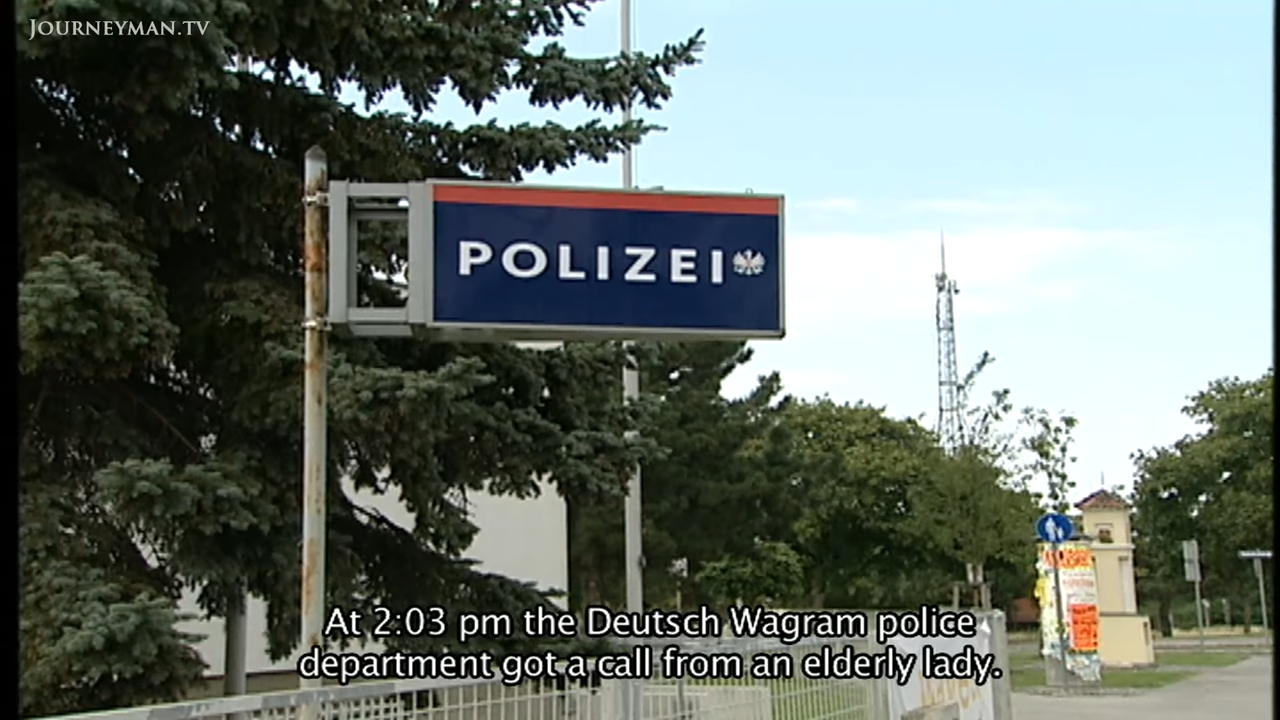 JOURNEYMAN.TV
POLIZEI
At 2:03 pm the Deutsch Wagram police
department got a call from an elderly lady.